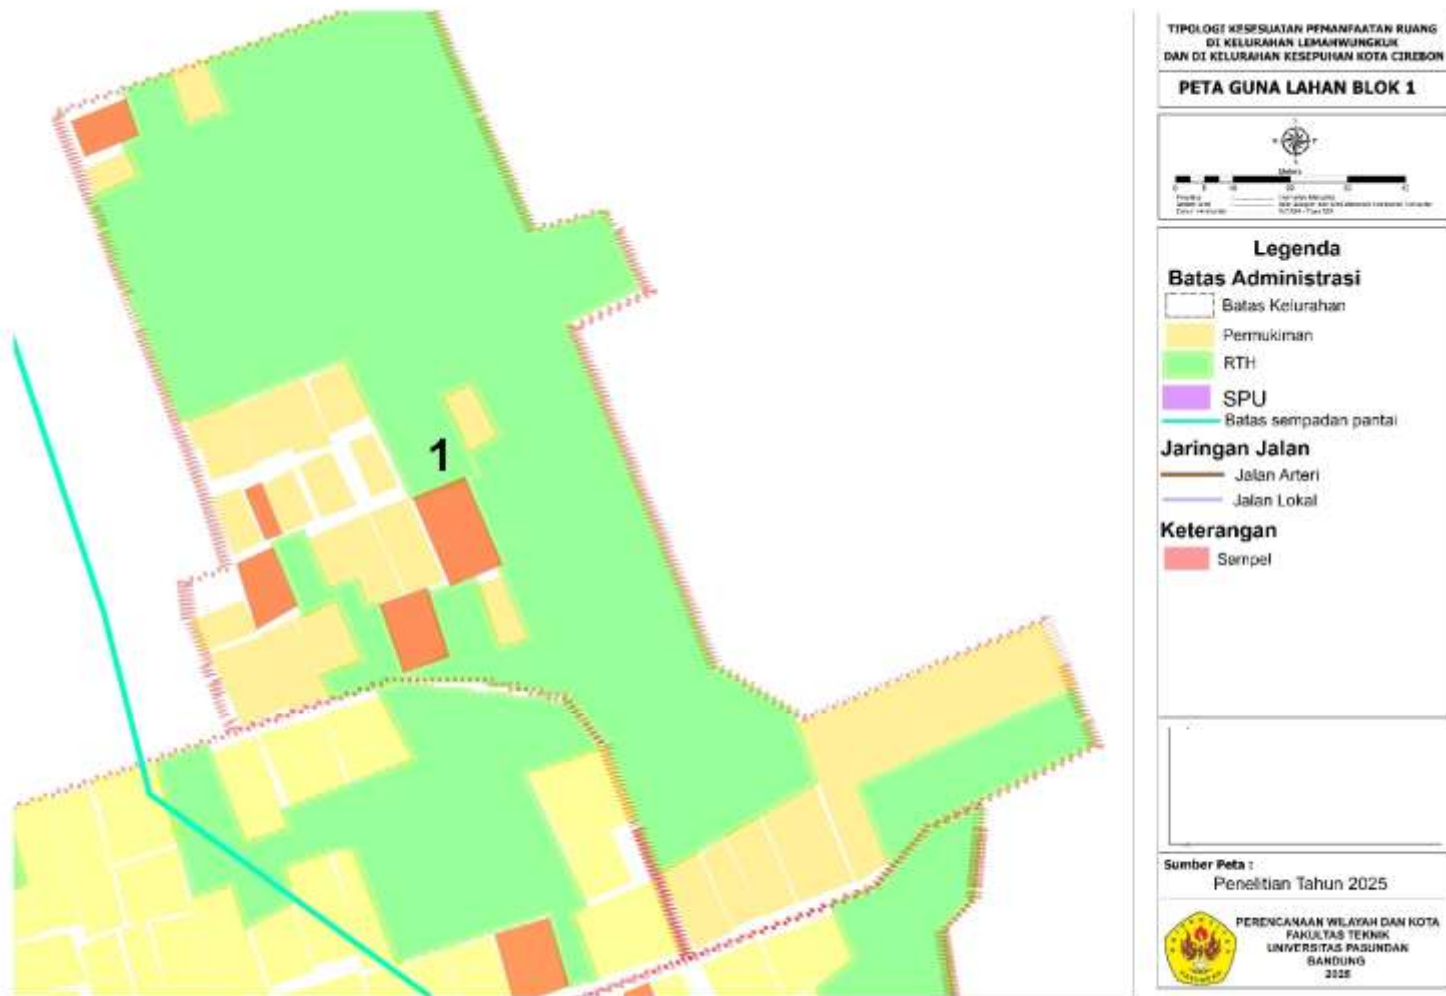 TIPOLOGI KESESUAIAN PEMANFAATAN RUANG
DI KELURAHAN LEMAHWUNGKUK
DAN DI KELURAHAN KESEPUHAN KOTA CIREBON
PETA GUNA LAHAN BLOK 1
Meters
Legenda
Batas Administrasi
Batas Kelurahan
Permukiman
RTH
SPU
Batas sempadan pantai
Jaringan Jalan
Jalan Arteri
Jalan Lokal
Keterangan
Sampel
1
Sumber Peta :
Penelitian Tahun 2025
PERENCANAAN WILAYAH DAN KOTA
FAKULTAS TEKNIK
UNIVERSITAS PASUNDAN
BANDUNG
2025